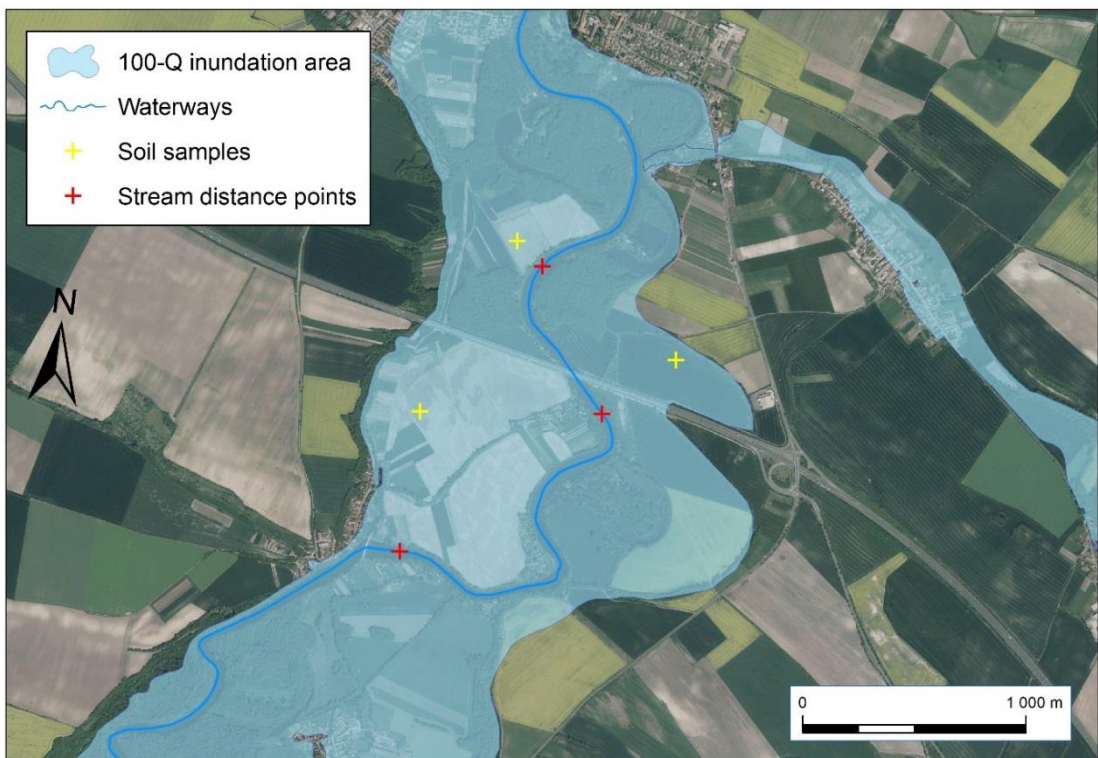 100-Q inundation area
Waterways
Soil samples
Stream distance points
N
0 1 000 m